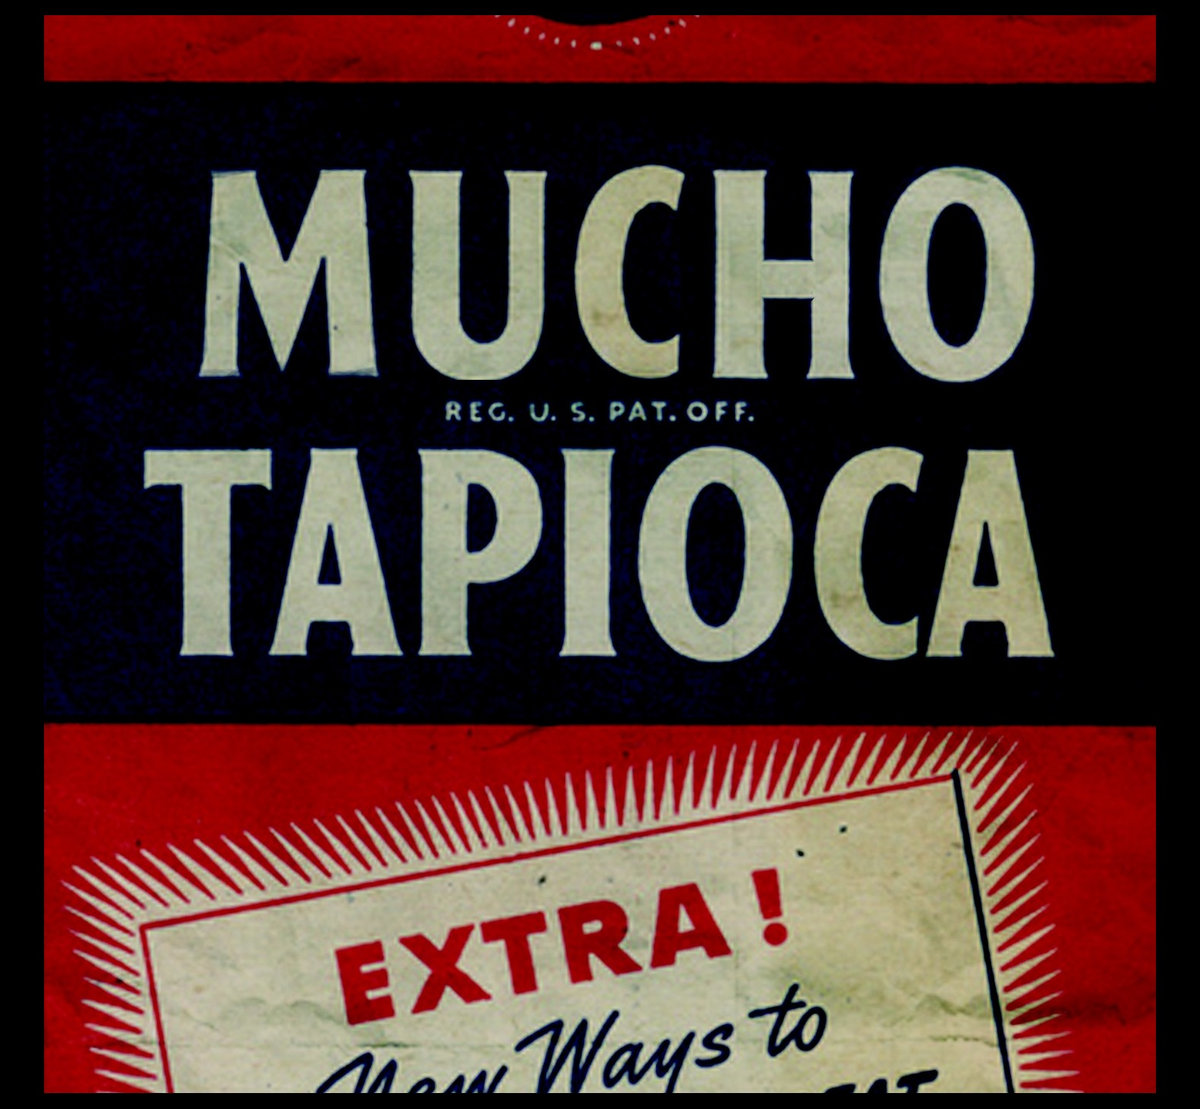 MUCHO
REG. U. S. PAT. OFF.
TAPIOCA
EXTRA!
New Ways to